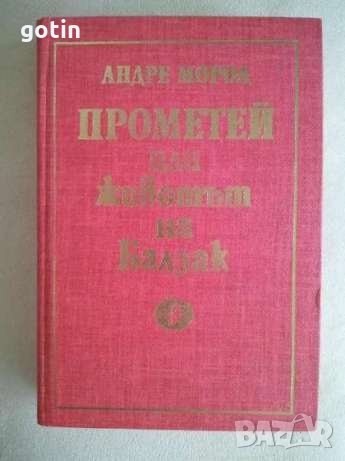 gotin
АНДРЕ МОРОА
ПРОМЕТЕЙ
или
животът
на
Балзак
BAZAR